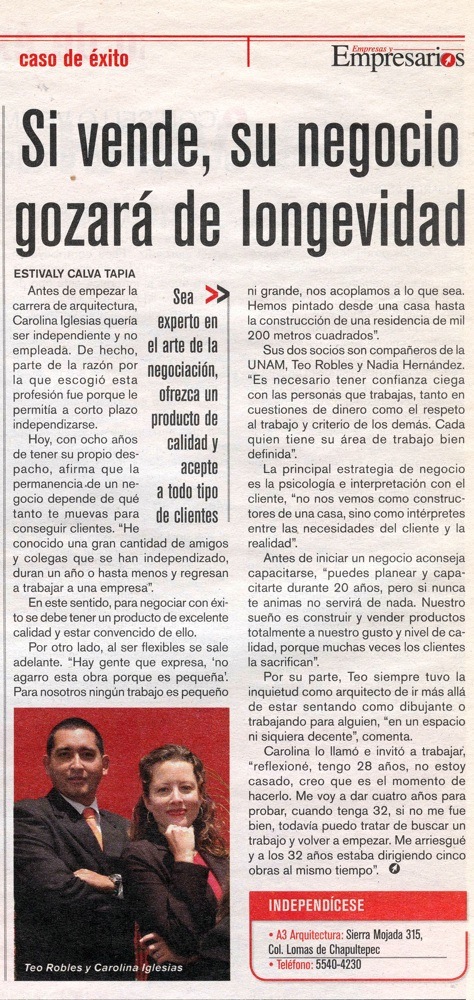 caso de éxito
Empresas y
Empresarios
Si vende, su negocio
gozará de longevidad
ESTIVALY CALVA TAPIA
Antes de empezar la
carrera de arquitectura,
Carolina Iglesias quería
ser independiente y no
empleada. De hecho,
parte de la razón por
la que escogió esta
profesión fue porque le
permitía a corto plazo
independizarse.
Hoy, con ocho años
de tener su propio des-
pacho, afirma que la
permanencia de un ne-
gocio depende de qué
tanto te muevas para
conseguir clientes. “He
conocido una gran cantidad de amigos
y colegas que se han independizado,
duran un año o hasta menos y regresan
a trabajar a una empresa”.
En este sentido, para negociar con éxi-
to se debe tener un producto de excelente
calidad y estar convencido de ello.
Por otro lado, al ser flexibles se sale
adelante. “Hay gente que expresa, ‘no
agarro esta obra porque es pequeña’.
Para nosotros ningún trabajo es pequeño
Sea >>
experto en
el arte de la
negociación,
ofrezca un
producto de
calidad y
acepte
a todo tipo
de clientes
ni grande, nos acoplamos a lo que sea.
Hemos pintado desde una casa hasta
la construcción de una residencia de mil
200 metros cuadrados”.
Sus dos socios son compañeros de la
UNAM, Teo Robles y Nadia Hernández.
“Es necesario tener confianza ciega
con las personas que trabajas, tanto en
cuestiones de dinero como el respeto
al trabajo y criterio de los demás. Cada
quien tiene su área de trabajo bien
definida”.
La principal estrategia de negocio
es la psicología e interpretación con el
cliente, “no nos vemos como construc-
tores de una casa, sino como intérpretes
entre las necesidades del cliente y la
realidad”.
Antes de iniciar un negocio aconseja
capacitarse, “puedes planear y capa-
citarte durante 20 años, pero si nunca
te animas no servirá de nada. Nuestro
sueño es construir y vender productos
totalmente a nuestro gusto y nivel de ca-
lidad, porque muchas veces los clientes
la sacrifican”.
Por su parte, Teo siempre tuvo la
inquietud como arquitecto de ir más allá
de estar sentando como dibujante o
trabajando para alguien, “en un espacio
ni siquiera decente”, comenta.
Carolina lo llamó e invitó a trabajar,
“reflexioné, tengo 28 años, no estoy
casado, creo que es el momento de
hacerlo. Me voy a dar cuatro años para
probar, cuando tenga 32, si no me fue
bien, todavía puedo tratar de buscar un
trabajo y volver a empezar. Me arriesgué
y a los 32 años estaba dirigiendo cinco
obras al mismo tiempo”.
Teo Robles y Carolina Iglesias
INDEPENDÍCESE
• A3 Arquitectura: Sierra Mojada 315,
Col. Lomas de Chapultepec
• Teléfono: 5540-4230